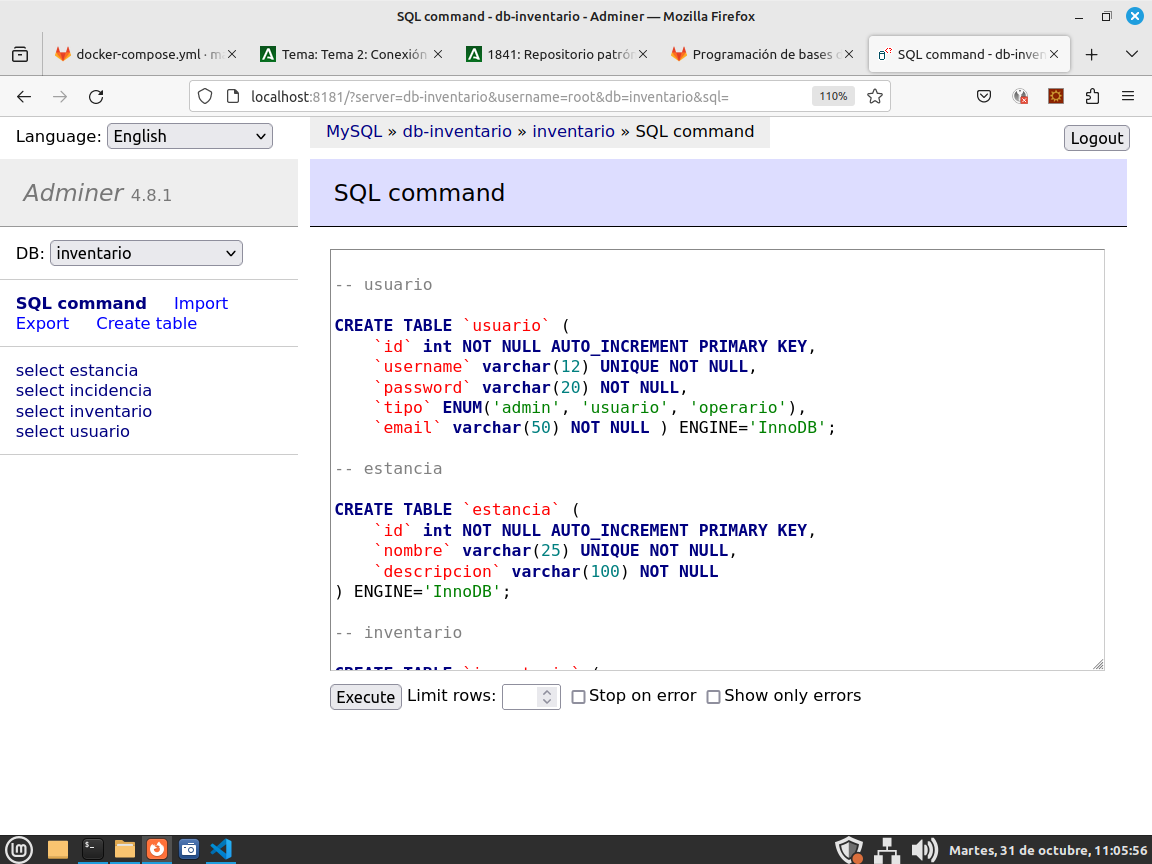 SQL command - db-inventario - Adminer — Mozilla Firefox
docker-compose.yml · m
Tema: Tema 2: Conexión
1841: Repositorio patró
Programación de bases
SQL command - db-inven
localhost:8181/?server=db-inventario&username=root&db=inventario&sql=
110%
Language: English
MySQL » db-inventario » inventario » SQL command
Logout
Adminer 4.8.1
SQL command
DB: inventario
SQL command Import
Export Create table
select estancia
select incidencia
select inventario
select usuario
-- usuario
CREATE TABLE `usuario` (
`id` int NOT NULL AUTO_INCREMENT PRIMARY KEY,
`username` varchar(12) UNIQUE NOT NULL,
`password` varchar(20) NOT NULL,
`tipo` ENUM('admin', 'usuario', 'operario'),
`email` varchar(50) NOT NULL ) ENGINE='InnoDB';
-- estancia
CREATE TABLE `estancia` (
`id` int NOT NULL AUTO_INCREMENT PRIMARY KEY,
`nombre` varchar(25) UNIQUE NOT NULL,
`descripcion` varchar(100) NOT NULL
) ENGINE='InnoDB';
-- inventario
CREATE TABLE `inventario` (
Execute Limit rows: Stop on error Show only errors
Martes, 31 de octubre, 11:05:56